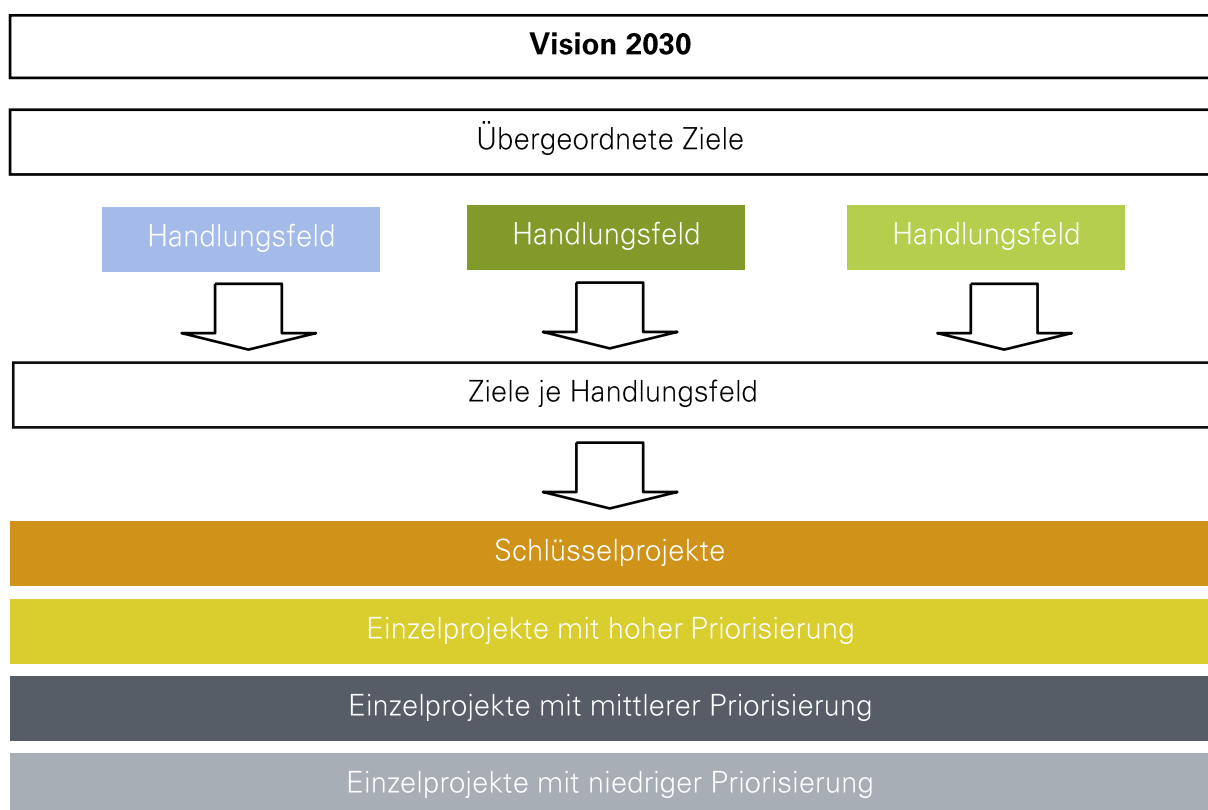 Vision 2030
Übergeordnete Ziele
Handlungsfeld
Handlungsfeld
Handlungsfeld
Ziele je Handlungsfeld
Schlüsselprojekte
Einzelprojekte mit hoher Priorisierung
Einzelprojekte mit mittlerer Priorisierung
Einzelprojekte mit niedriger Priorisierung